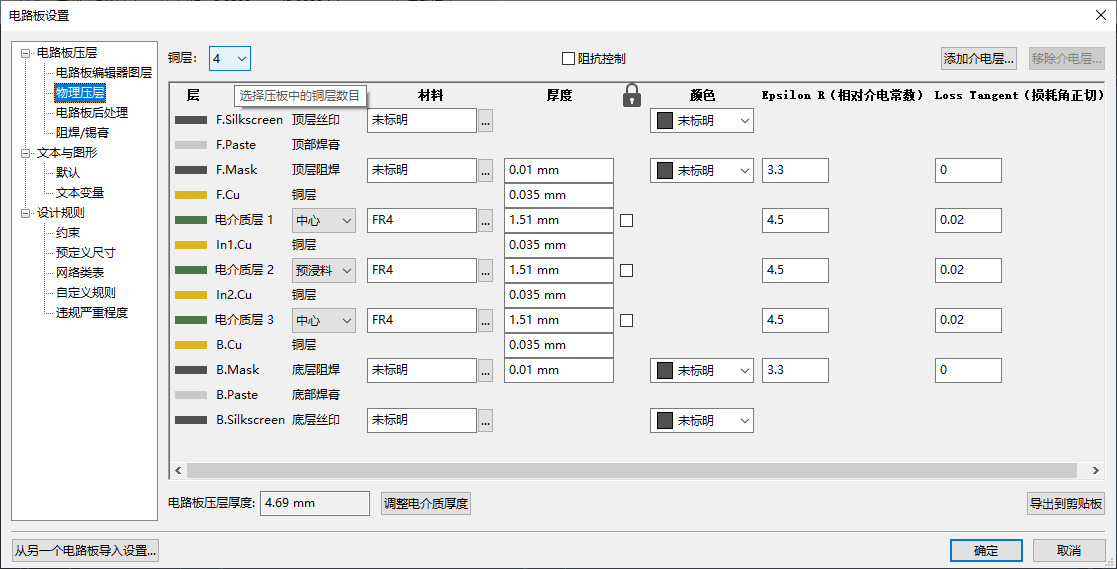 电路板设置
电路板压层
电路板编辑器图层
物理压层
电路板后处理
阻焊/锡膏
文本与图形
默认
文本变量
设计规则
约束
预定义尺寸
网络类表
自定义规则
违规严重程度
铜层: 4 阻抗控制 添加介电层... 移除介电层...
选择压板中的铜层数目
层 材料 厚度 颜色 Epsilon R (相对介电常数) Loss Tangent (损耗角正切)
F.Silkscreen 顶层丝印 未标明 ... 未标明
F.Paste 顶部焊膏
F.Mask 顶层阻焊 未标明 ... 0.01 mm 未标明 3.3 0
F.Cu 铜层 0.035 mm
电介质层 1 中心 FR4 ... 1.51 mm 4.5 0.02
In1.Cu 铜层 0.035 mm
电介质层 2 预浸料 FR4 ... 1.51 mm 4.5 0.02
In2.Cu 铜层 0.035 mm
电介质层 3 中心 FR4 ... 1.51 mm 4.5 0.02
B.Cu 铜层 0.035 mm
B.Mask 底层阻焊 未标明 ... 0.01 mm 未标明 3.3 0
B.Paste 底部焊膏
B.Silkscreen 底层丝印 未标明 ... 未标明
电路板压层厚度: 4.69 mm 调整电介质厚度 导出到剪贴板
从另一个电路板导入设置... 确定 取消